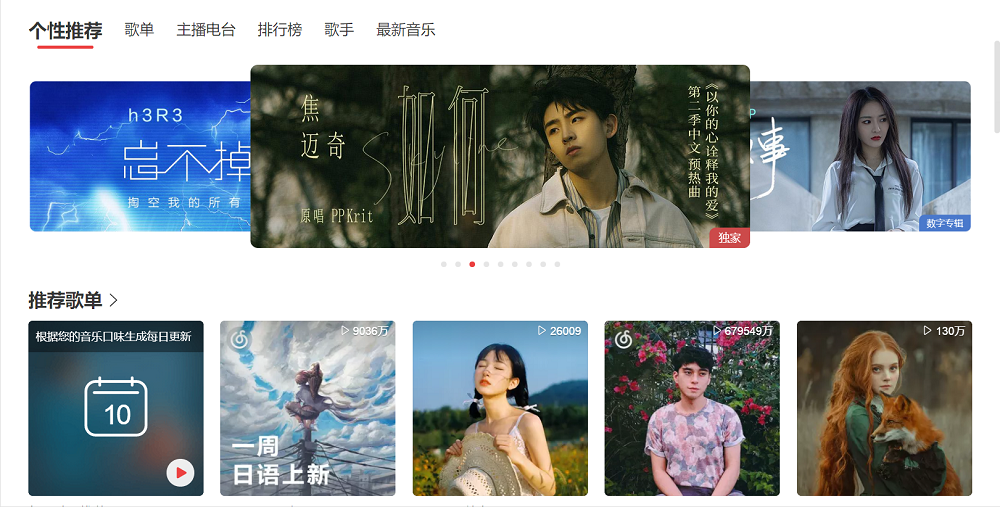 个性推荐 歌单 主播电台 排行榜 歌手 最新音乐
h3R3
忘不掉
掏空我的所有
焦
迈奇
如何
Skyline
原唱 PPKrit
《以你的心诠释我的爱》
第二季中文预热曲
独家
P
事
数字专辑
推荐歌单
根据您的音乐口味生成每日更新
10
9036万
一周
日语上新
26009
679549万
130万